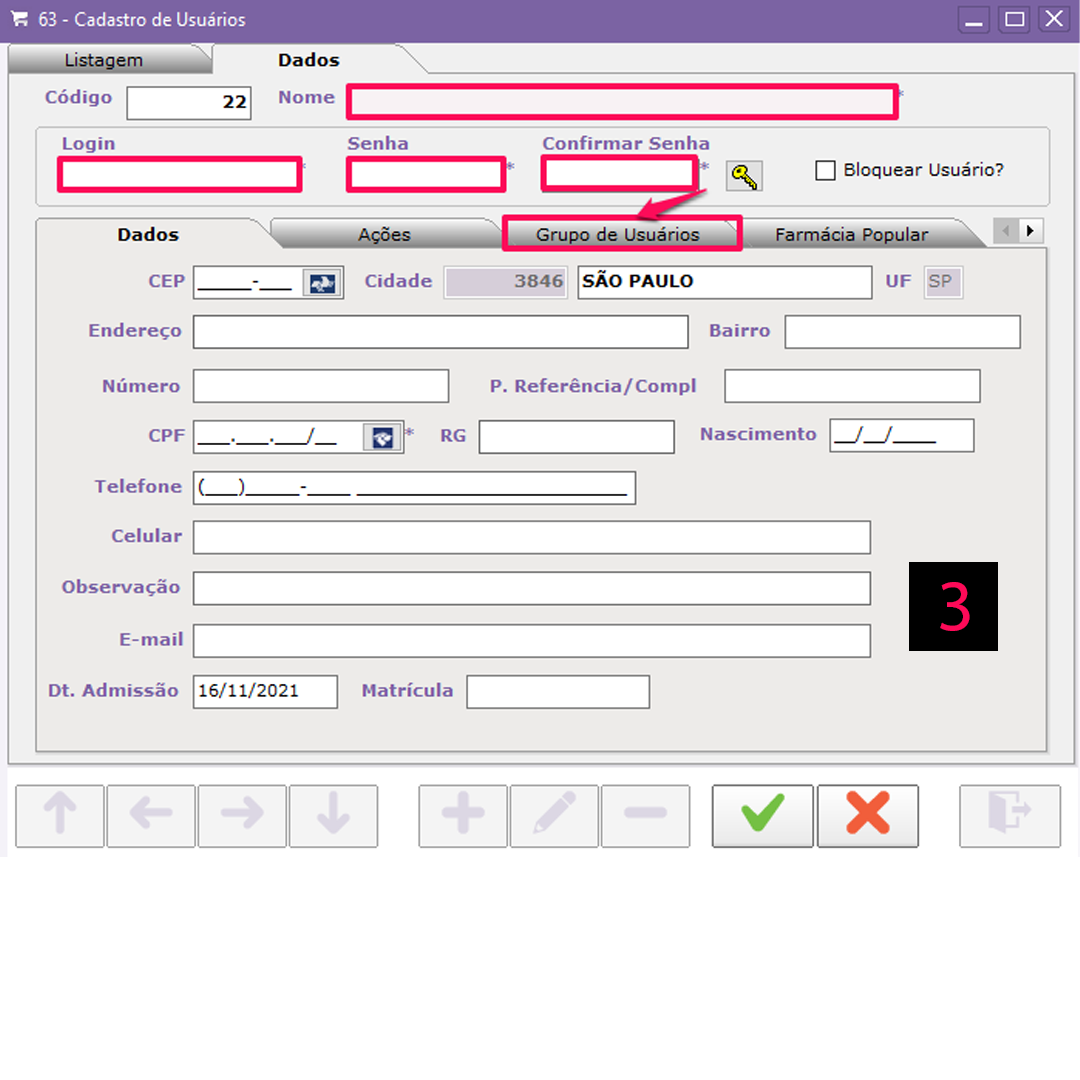 63 - Cadastro de Usuários
Listagem Dados
Código 22 Nome *
Login Senha Confirmar Senha
* * * Bloquear Usuário?
Dados Ações Grupo de Usuários Farmácia Popular
CEP _____-___ Cidade 3846 SÃO PAULO UF SP
Endereço Bairro
Número P. Referência/Compl
CPF ___.___.___/__ * RG Nascimento __/__/____
Telefone (___)_____-____ ____________________
Celular
Observação
3
E-mail
Dt. Admissão 16/11/2021 Matrícula